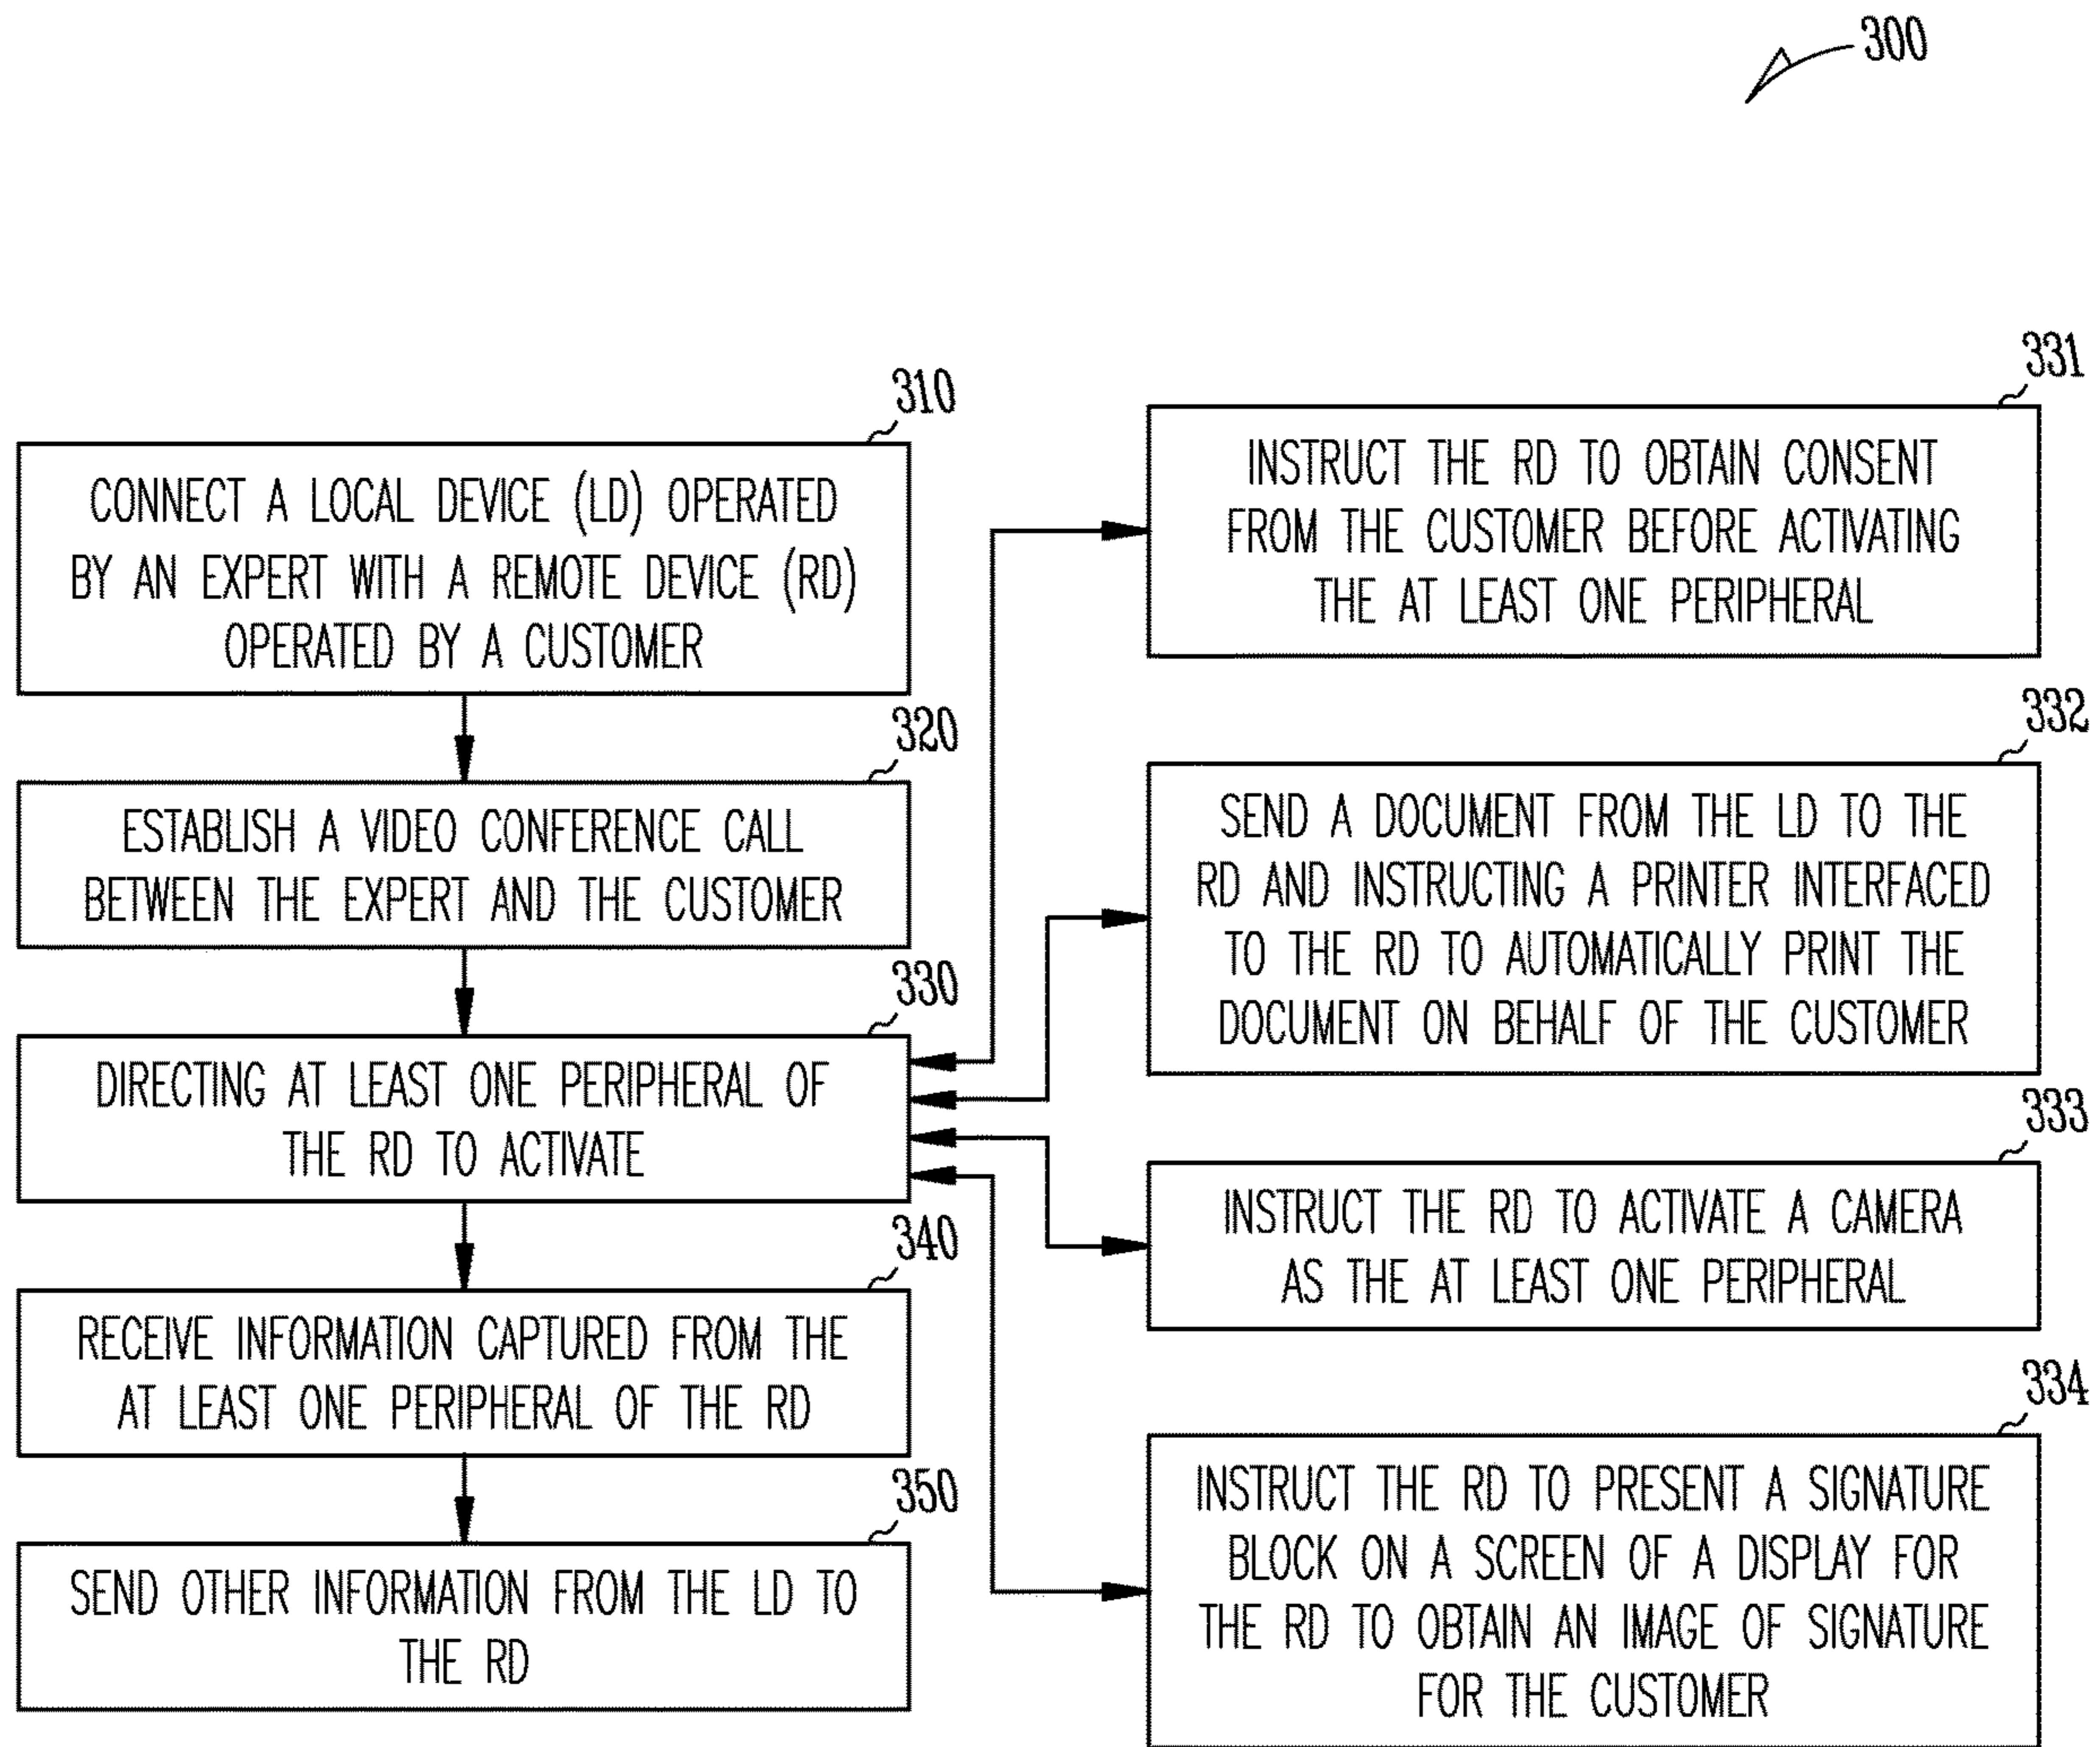 300
310
CONNECT A LOCAL DEVICE (LD) OPERATED
BY AN EXPERT WITH A REMOTE DEVICE (RD)
OPERATED BY A CUSTOMER
320
ESTABLISH A VIDEO CONFERENCE CALL
BETWEEN THE EXPERT AND THE CUSTOMER
330
DIRECTING AT LEAST ONE PERIPHERAL OF
THE RD TO ACTIVATE
340
RECEIVE INFORMATION CAPTURED FROM THE
AT LEAST ONE PERIPHERAL OF THE RD
350
SEND OTHER INFORMATION FROM THE LD TO
THE RD
331
INSTRUCT THE RD TO OBTAIN CONSENT
FROM THE CUSTOMER BEFORE ACTIVATING
THE AT LEAST ONE PERIPHERAL
332
SEND A DOCUMENT FROM THE LD TO THE
RD AND INSTRUCTING A PRINTER INTERFACED
TO THE RD TO AUTOMATICALLY PRINT THE
DOCUMENT ON BEHALF OF THE CUSTOMER
333
INSTRUCT THE RD TO ACTIVATE A CAMERA
AS THE AT LEAST ONE PERIPHERAL
334
INSTRUCT THE RD TO PRESENT A SIGNATURE
BLOCK ON A SCREEN OF A DISPLAY FOR
THE RD TO OBTAIN AN IMAGE OF SIGNATURE
FOR THE CUSTOMER